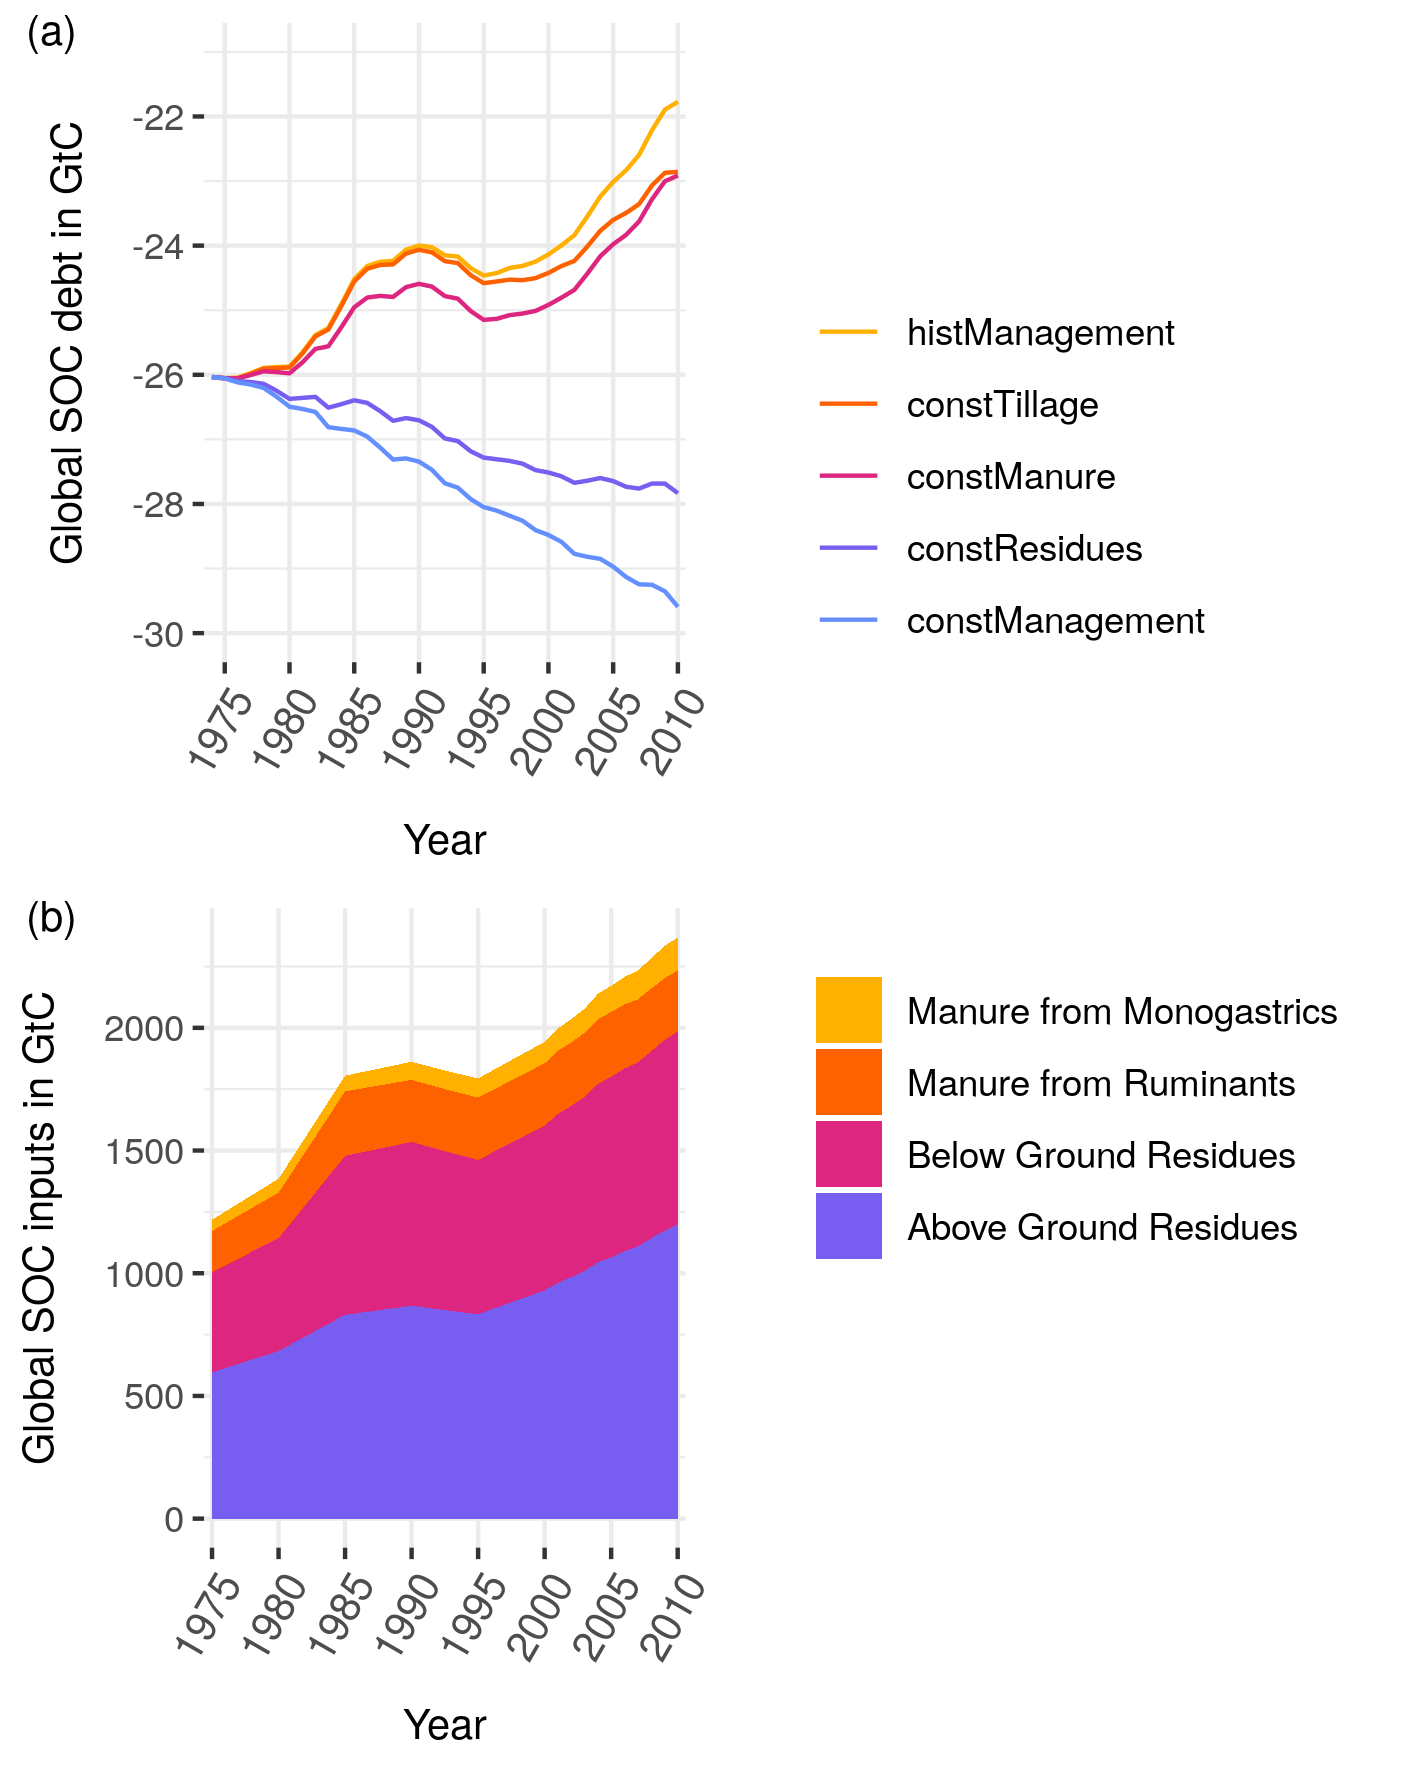 (a)
Global SOC debt in GtC
-22
-24
-26
-28
-30
1975
1980
1985
1990
1995
2000
2005
2010
Year
histManagement
constTillage
constManure
constResidues
constManagement
(b)
Global SOC inputs in GtC
2000
1500
1000
500
0
1975
1980
1985
1990
1995
2000
2005
2010
Year
Manure from Monogastrics
Manure from Ruminants
Below Ground Residues
Above Ground Residues